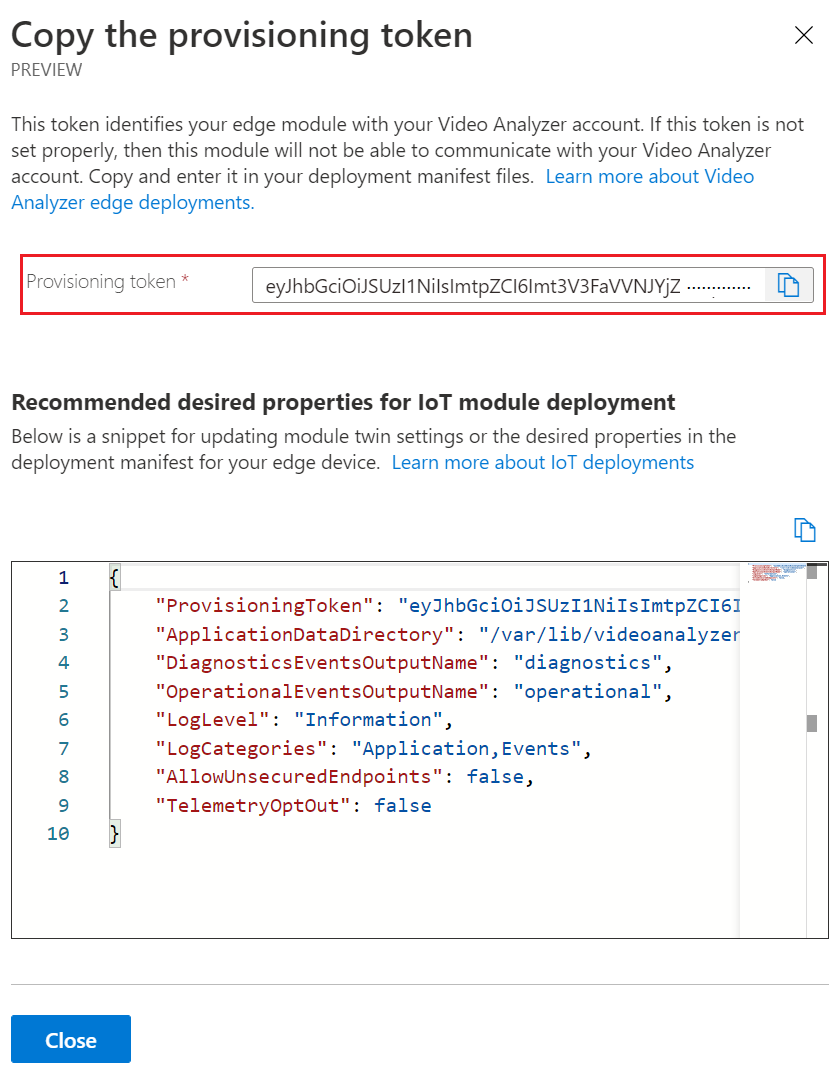 Copy the provisioning token
PREVIEW
This token identifies your edge module with your Video Analyzer account. If this token is not
set properly, then this module will not be able to communicate with your Video Analyzer
account. Copy and enter it in your deployment manifest files. Learn more about Video
Analyzer edge deployments.
Provisioning token * eyJhbGciOiJSUzI1NiIsImtpZCI6Imt3V3FaVVNJYjZ .............
Recommended desired properties for IoT module deployment
Below is a snippet for updating module twin settings or the desired properties in the
deployment manifest for your edge device. Learn more about IoT deployments
1 {
2 "ProvisioningToken": "eyJhbGciOiJSUzI1NiIsImtpZCI6I
3 "ApplicationDataDirectory": "/var/lib/videoanalyzer
4 "DiagnosticsEventsOutputName": "diagnostics",
5 "OperationalEventsOutputName": "operational",
6 "LogLevel": "Information",
7 "LogCategories": "Application,Events",
8 "AllowUnsecuredEndpoints": false,
9 "TelemetryOptOut": false
10 }
Close